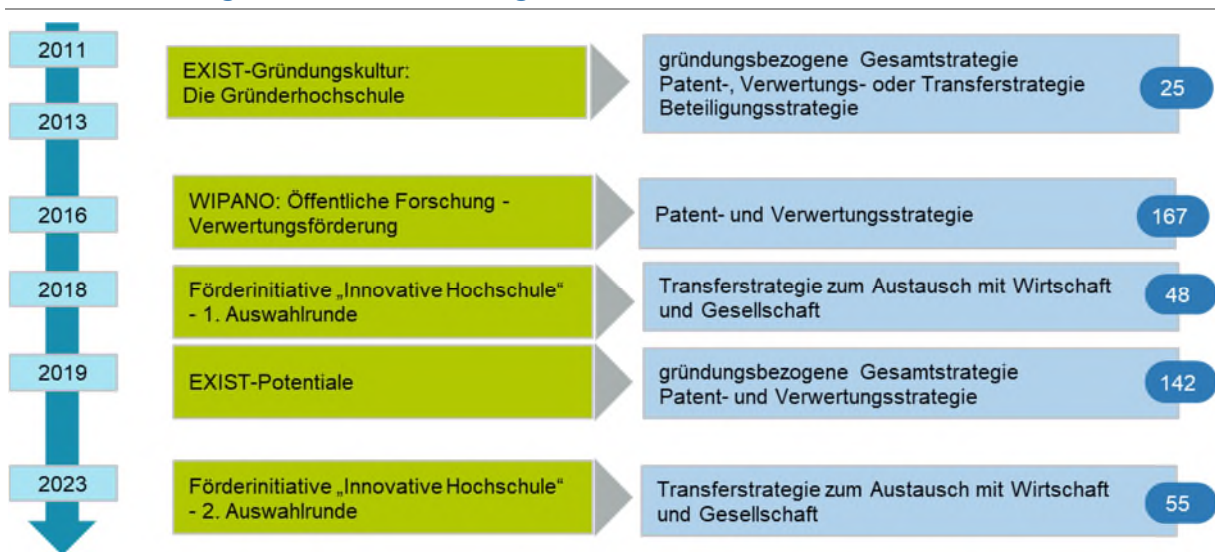 2011
EXIST-Gründungskultur:
Die Gründerhochschule
gründungsbezogene Gesamtstrategie
Patent-, Verwertungs- oder Transferstrategie
Beteiligungsstrategie
25
2013
2016
WIPANO: Öffentliche Forschung -
Verwertungsförderung
Patent- und Verwertungsstrategie
167
2018
Förderinitiative „Innovative Hochschule“
- 1. Auswahlrunde
Transferstrategie zum Austausch mit Wirtschaft
und Gesellschaft
48
2019
EXIST-Potentiale
gründungsbezogene Gesamtstrategie
Patent- und Verwertungsstrategie
142
2023
Förderinitiative „Innovative Hochschule“
- 2. Auswahlrunde
Transferstrategie zum Austausch mit Wirtschaft
und Gesellschaft
55